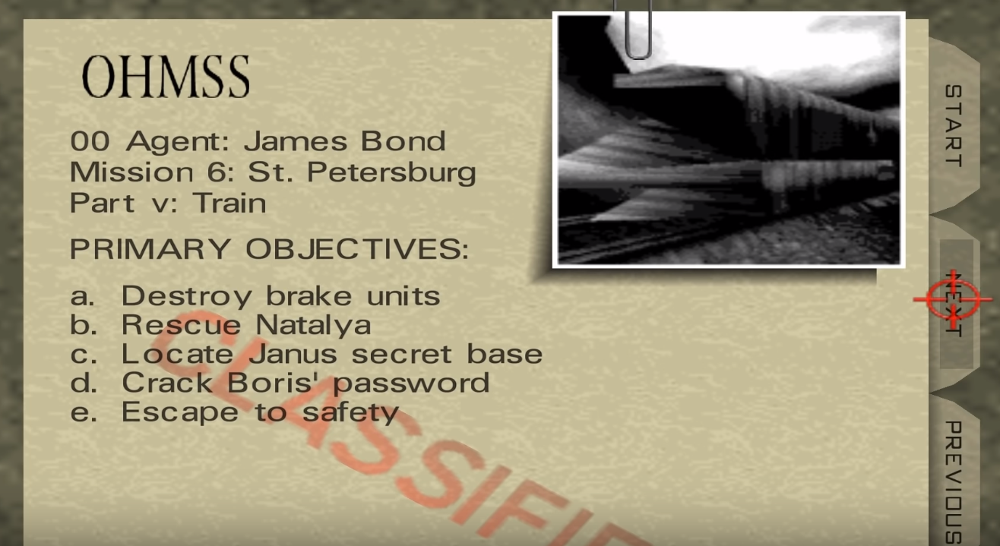 OHMSS
00 Agent: James Bond
Mission 6: St. Petersburg
Part v: Train
PRIMARY OBJECTIVES:
a. Destroy brake units
b. Rescue Natalya
c. Locate Janus secret base
d. Crack Boris' password
e. Escape to safety
CLASSIFI
START
NEXT
PREVIOUS